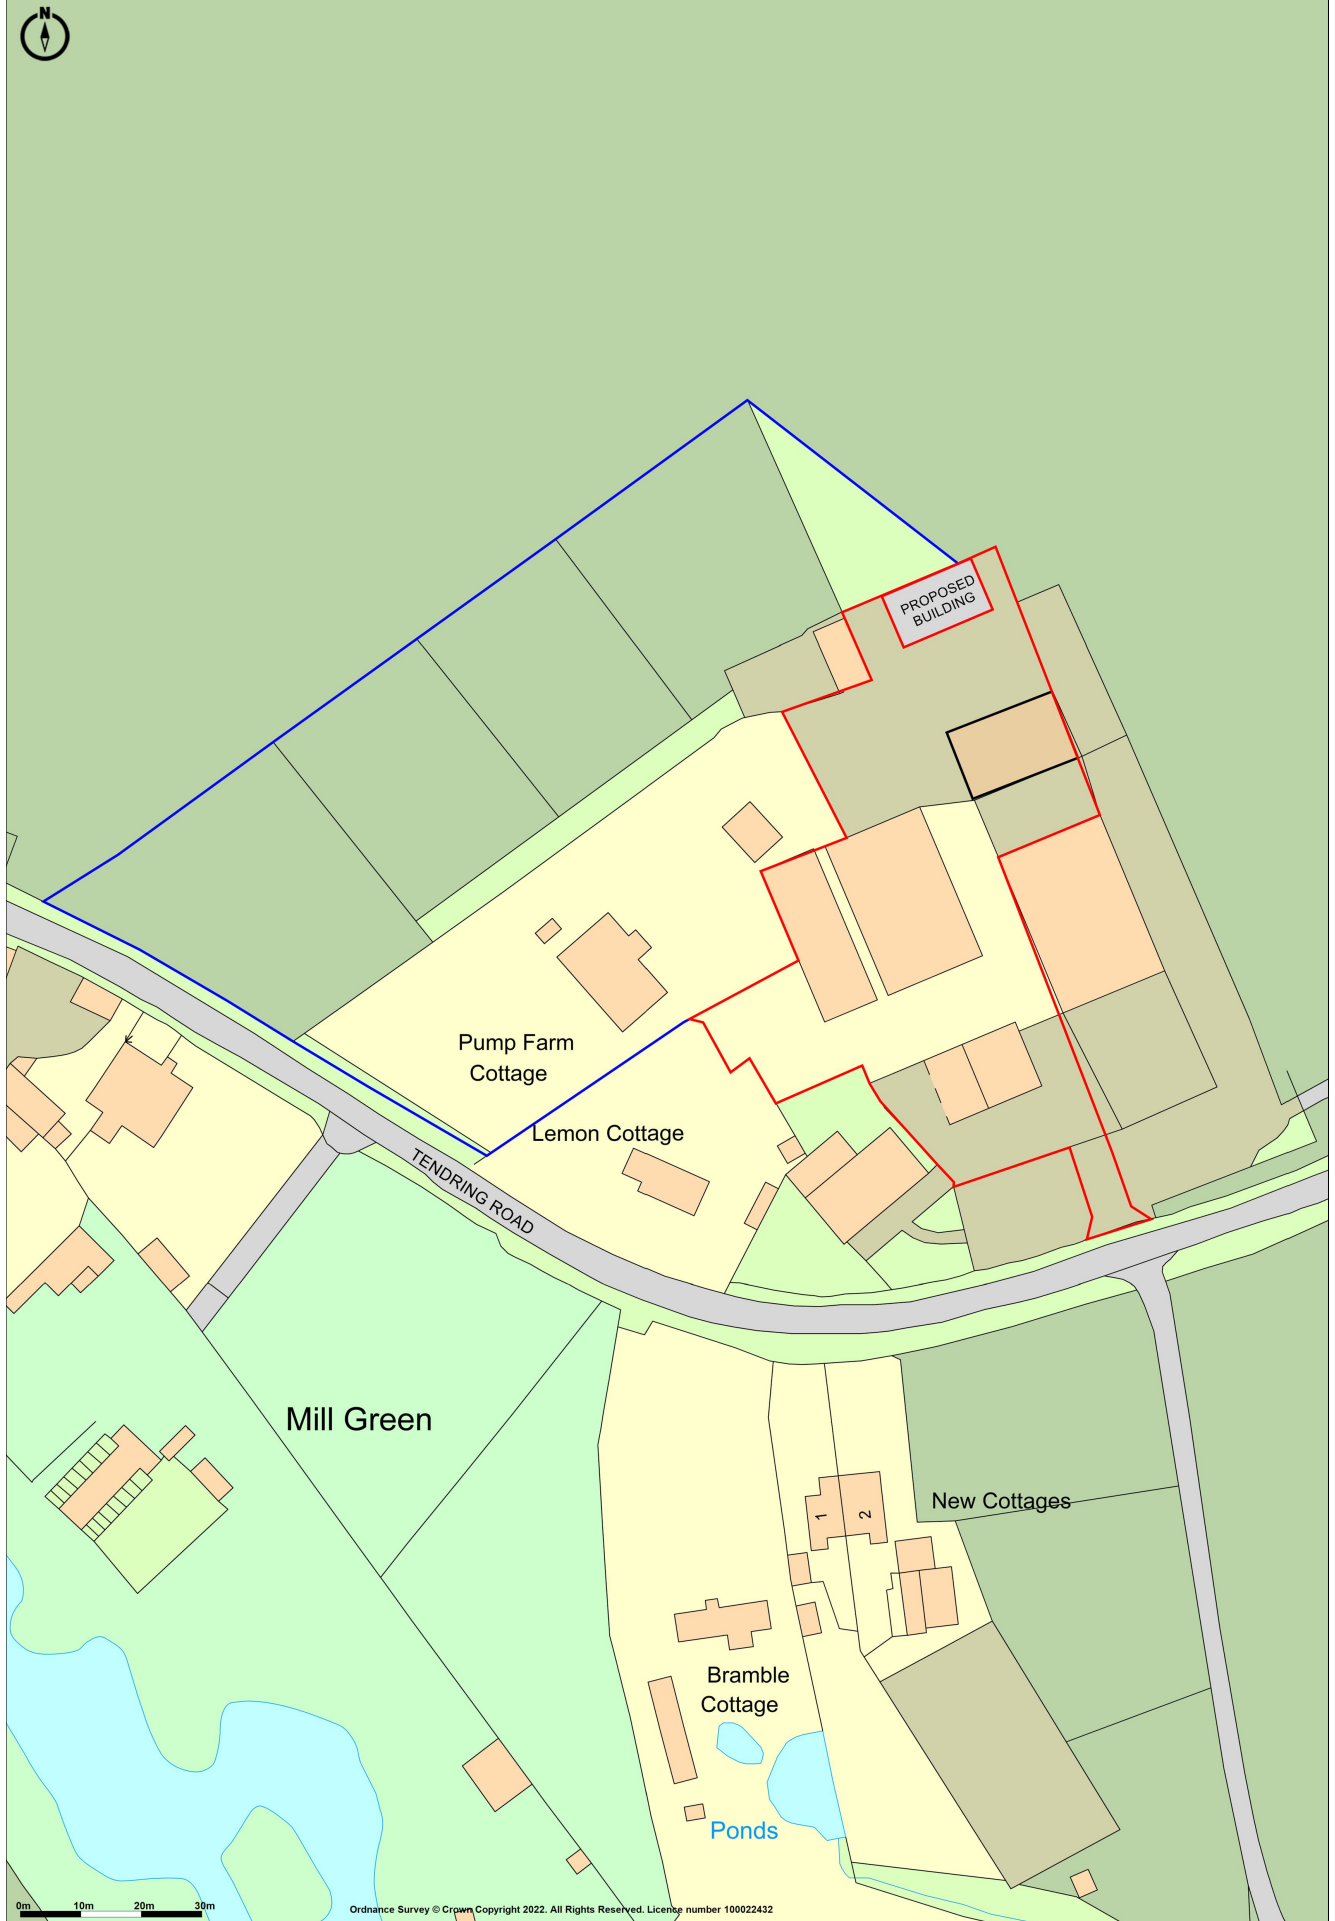 N
PROPOSED
BUILDING
Pump Farm
Cottage
Lemon Cottage
TENDRING ROAD
Mill Green
New Cottages
1
2
Bramble
Cottage
Ponds
0m 10m 20m 30m
Ordnance Survey © Crown Copyright 2022. All Rights Reserved. Licence number 100022432